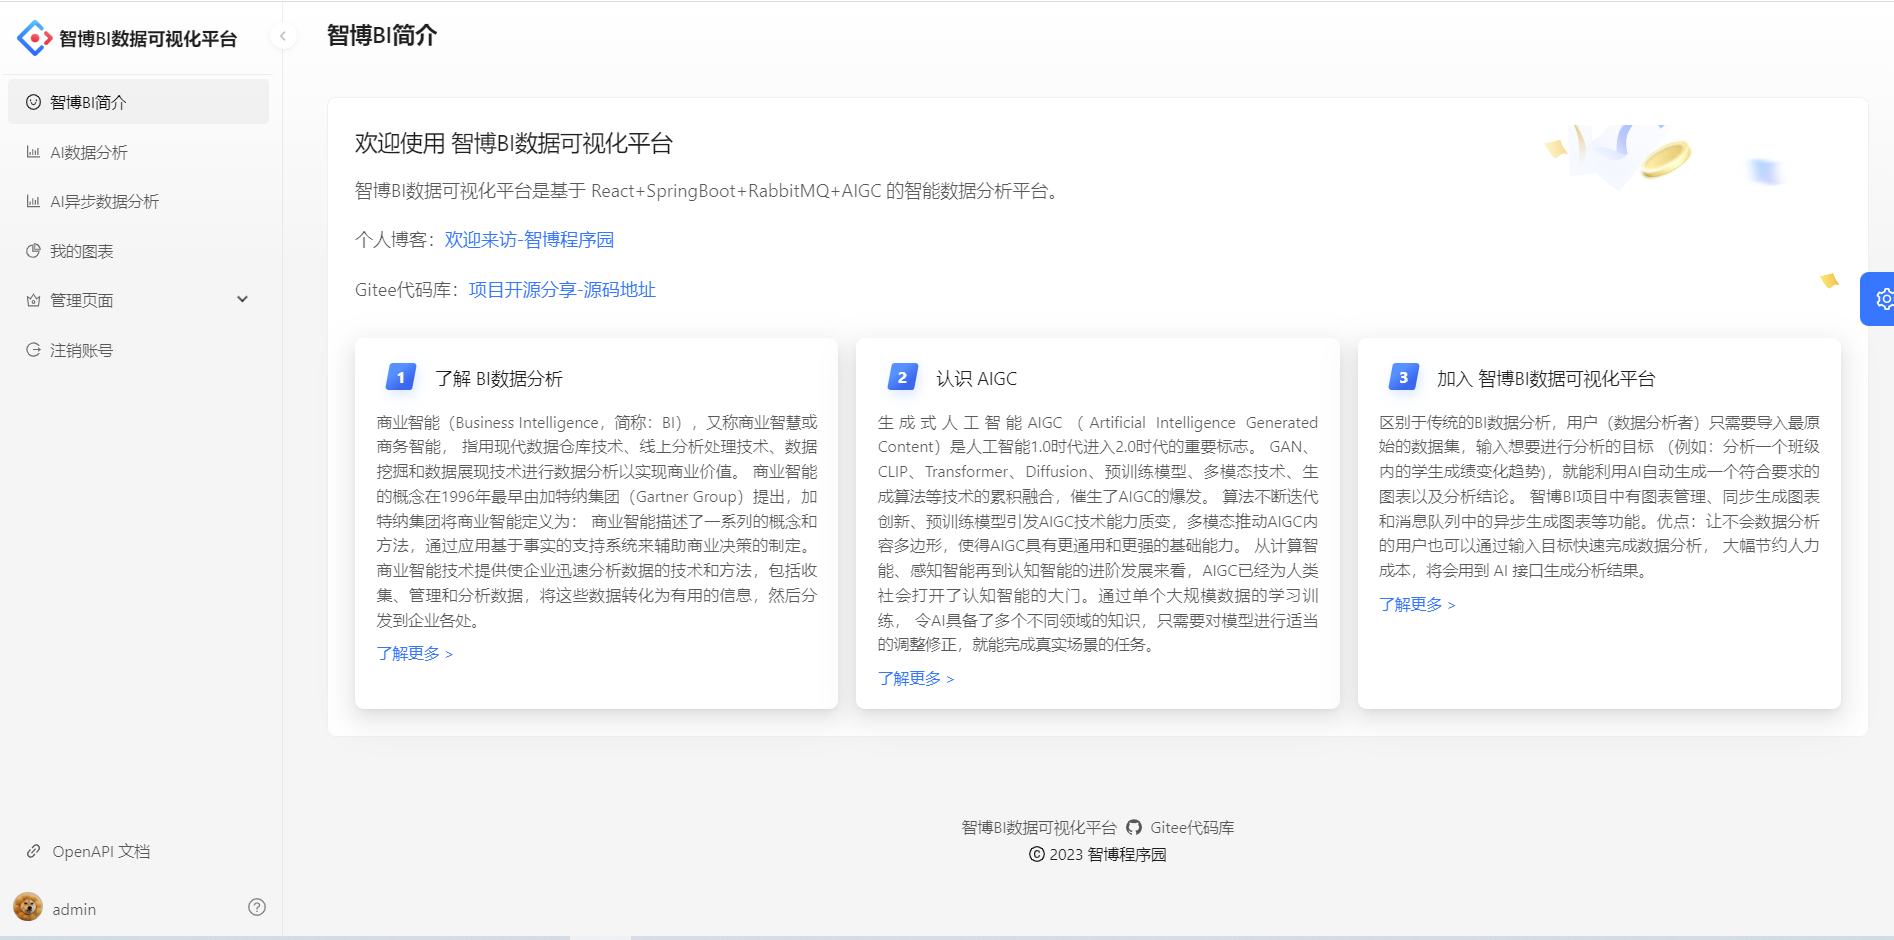 智博BI数据可视化平台
智博BI简介
AI数据分析
AI异步数据分析
我的图表
管理页面
注销账号
OpenAPI 文档
admin
智博BI简介
欢迎使用 智博BI数据可视化平台
智博BI数据可视化平台是基于 React+SpringBoot+RabbitMQ+AIGC 的智能数据分析平台。
个人博客：欢迎来访-智博程序园
Gitee代码库：项目开源分享-源码地址
1 了解 BI数据分析
商业智能（Business Intelligence，简称：BI），又称商业智慧或
商务智能， 指用现代数据仓库技术、线上分析处理技术、数据
挖掘和数据展现技术进行数据分析以实现商业价值。 商业智能
的概念在1996年最早由加特纳集团（Gartner Group）提出，加
特纳集团将商业智能定义为： 商业智能描述了一系列的概念和
方法，通过应用基于事实的支持系统来辅助商业决策的制定。
商业智能技术提供使企业迅速分析数据的技术和方法，包括收
集、管理和分析数据，将这些数据转化为有用的信息，然后分
发到企业各处。
了解更多 >
2 认识 AIGC
生成式人工智能AIGC（Artificial Intelligence Generated
Content）是人工智能1.0时代进入2.0时代的重要标志。 GAN、
CLIP、Transformer、Diffusion、预训练模型、多模态技术、生
成算法等技术的累积融合，催生了AIGC的爆发。 算法不断迭代
创新、预训练模型引发AIGC技术能力质变，多模态推动AIGC内
容多边形，使得AIGC具有更通用和更强的基础能力。 从计算智
能、感知智能再到认知智能的进阶发展来看，AIGC已经为人类
社会打开了认知智能的大门。通过单个大规模数据的学习训
练， 令AI具备了多个不同领域的知识，只需要对模型进行适当
的调整修正，就能完成真实场景的任务。
了解更多 >
3 加入 智博BI数据可视化平台
区别于传统的BI数据分析，用户（数据分析者）只需要导入最原
始的数据集，输入想要进行分析的目标 （例如：分析一个班级
内的学生成绩变化趋势），就能利用AI自动生成一个符合要求的
图表以及分析结论。 智博BI项目中有图表管理、同步生成图表
和消息队列中的异步生成图表等功能。优点：让不会数据分析
的用户也可以通过输入目标快速完成数据分析， 大幅节约人力
成本，将会用到 AI 接口生成分析结果。
了解更多 >
智博BI数据可视化平台 Gitee代码库
© 2023 智博程序园